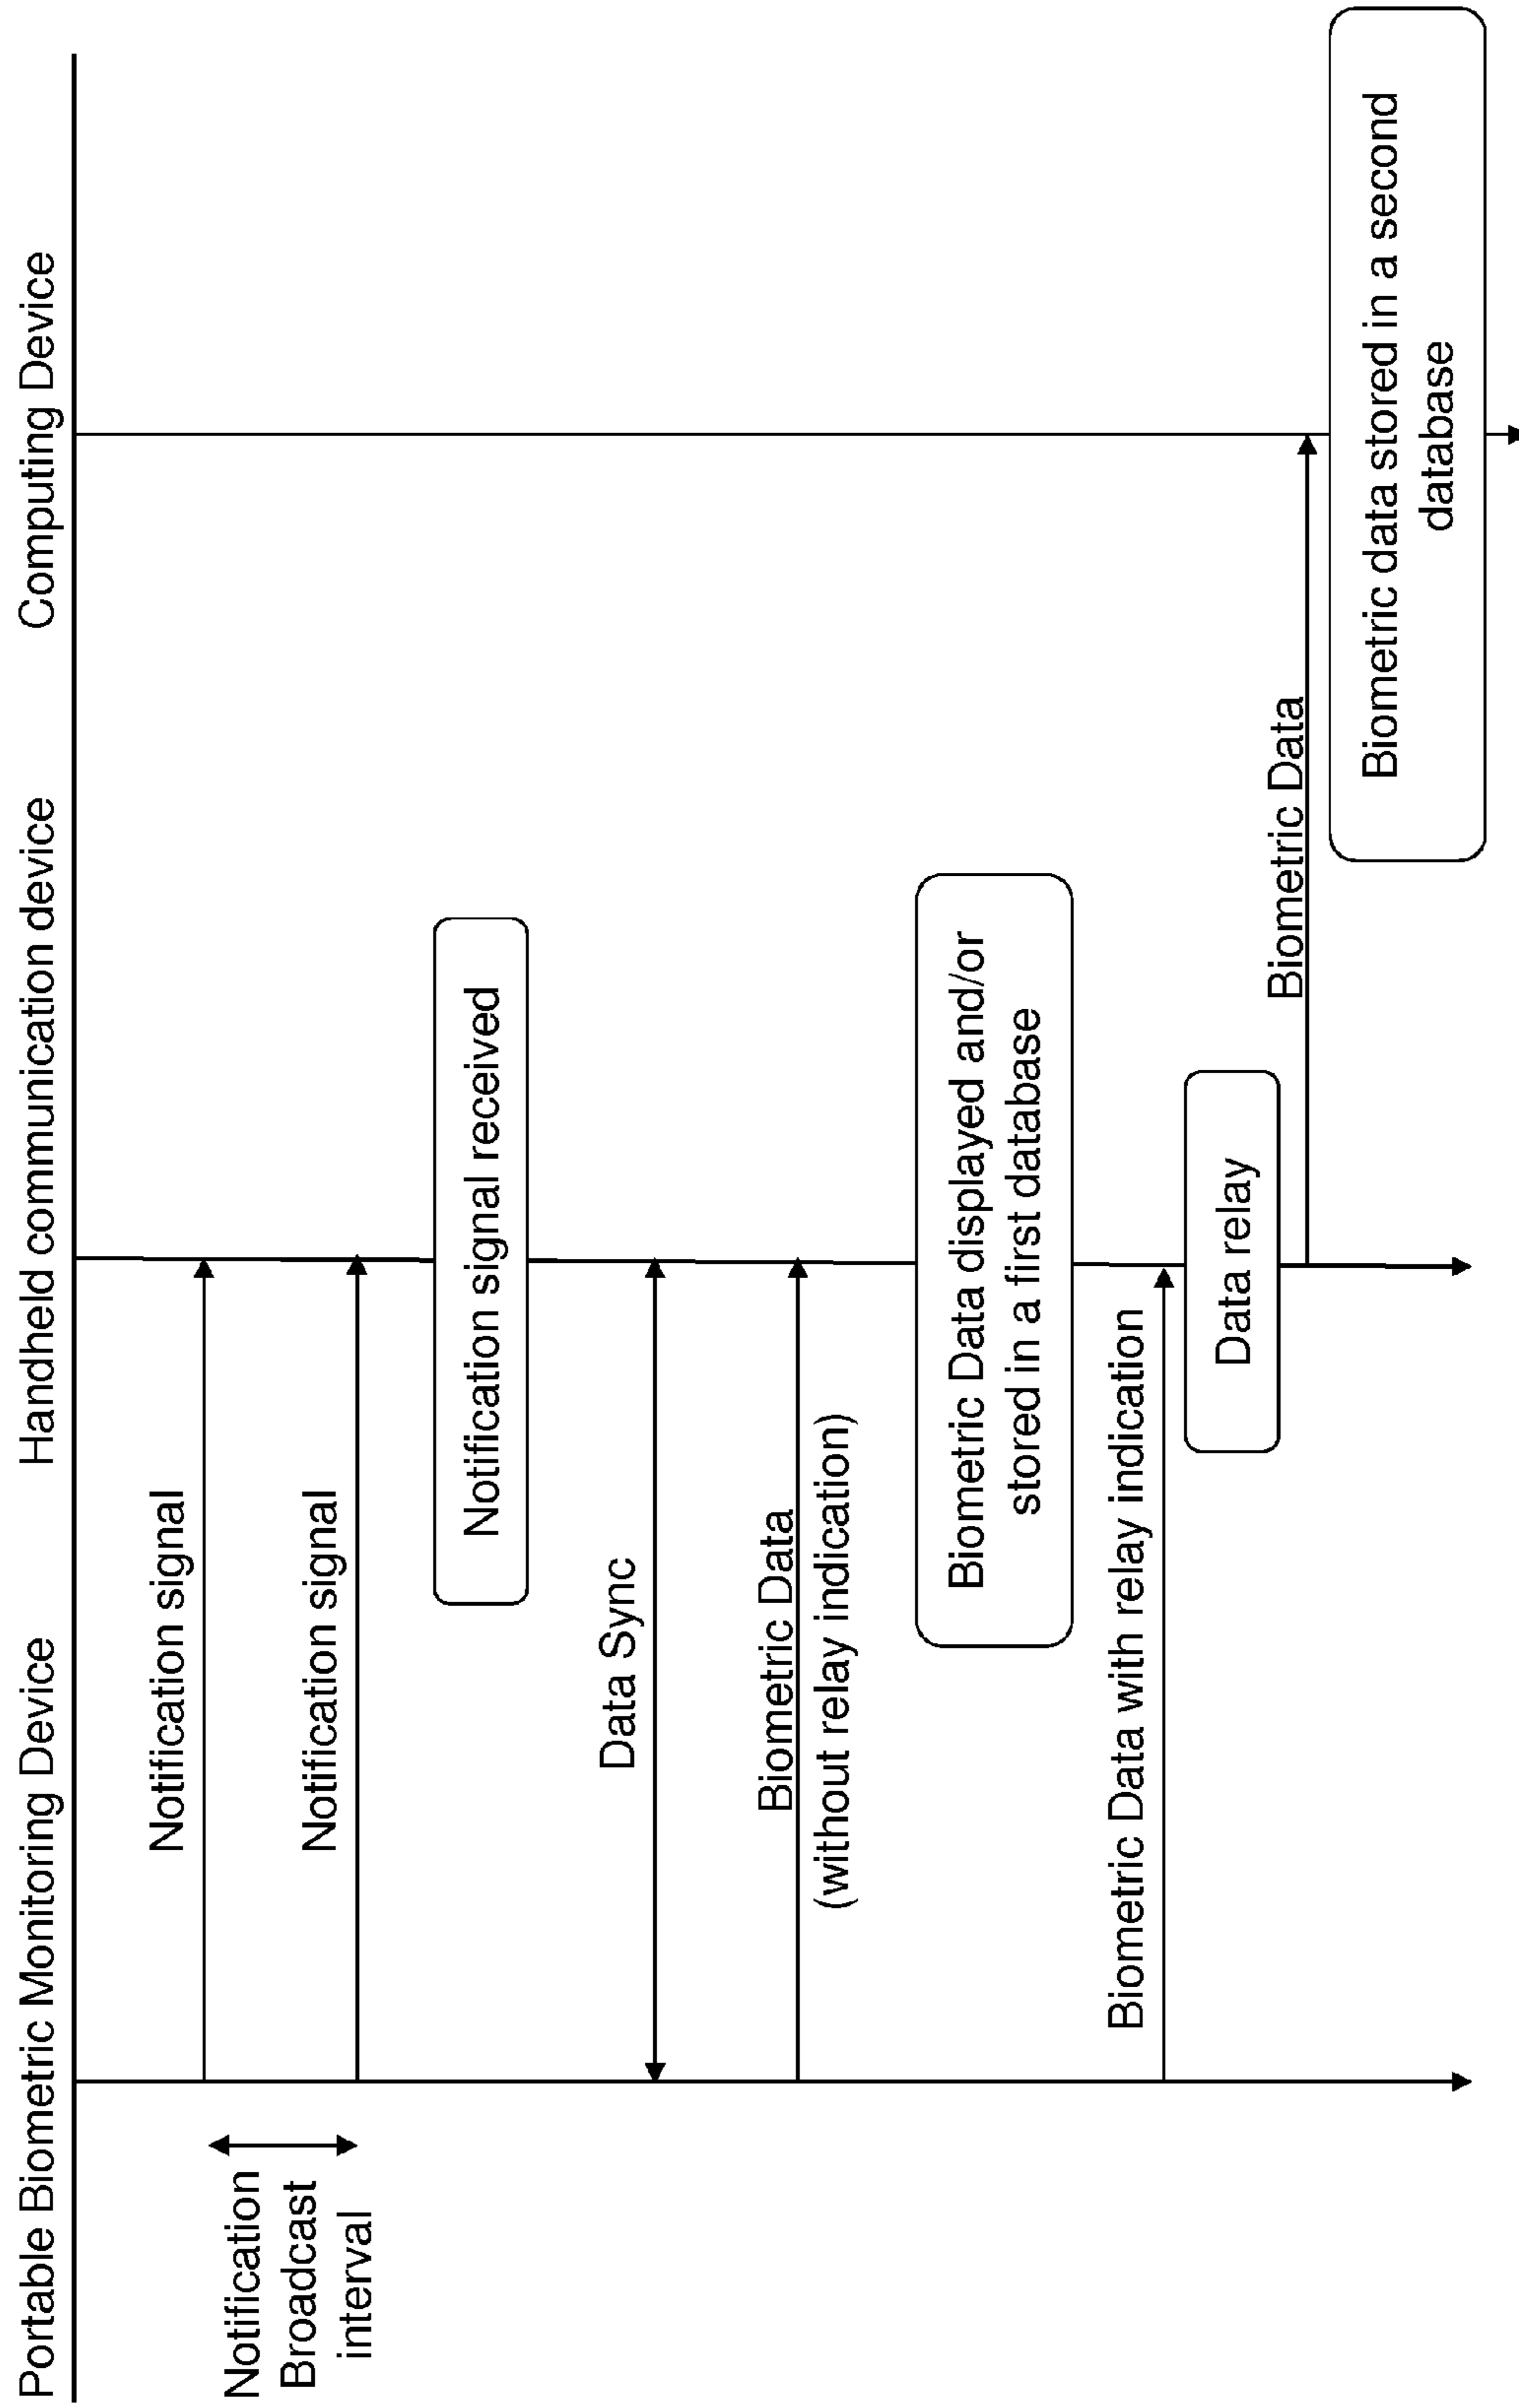 Portable Biometric Monitoring Device
Handheld communication device
Computing Device
Notification signal
Notification
Broadcast
interval
Notification signal
Notification signal received
Data Sync
Biometric Data
(without relay indication)
Biometric Data displayed and/or
stored in a first database
Biometric Data with relay indication
Data relay
Biometric Data
Biometric data stored in a second
database